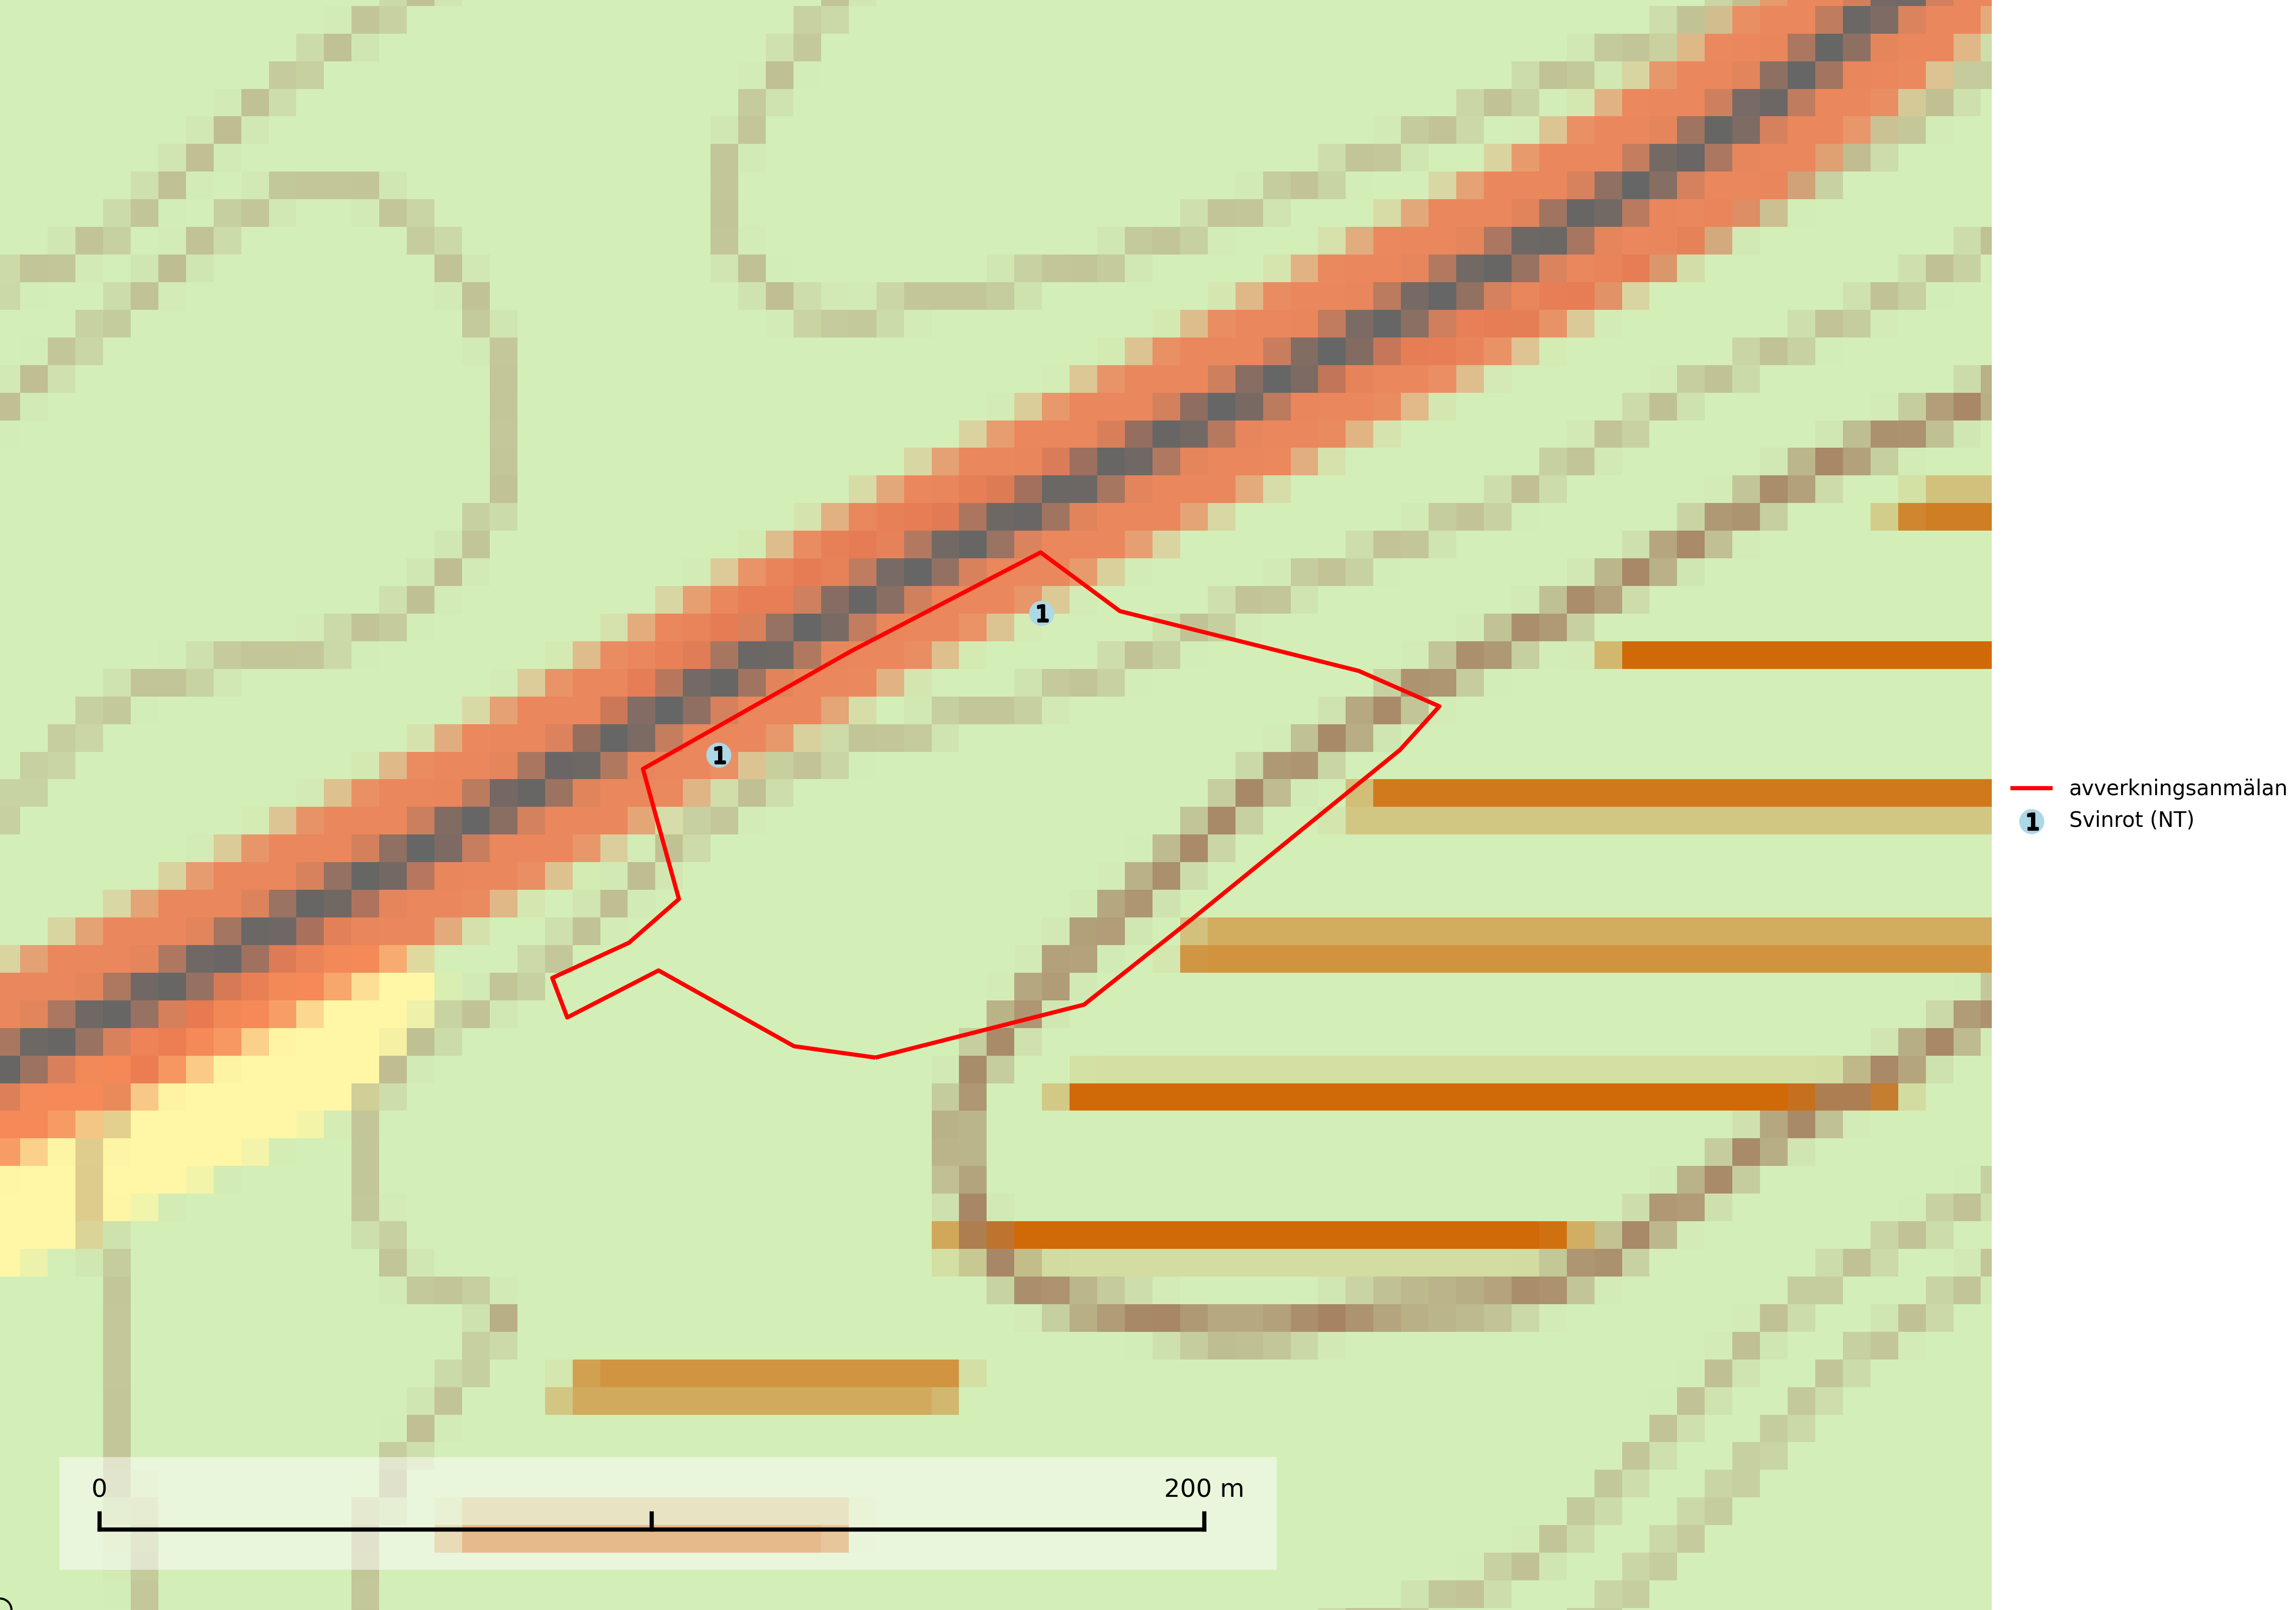 1
1
avverkningsanmälan
1 Svinrot (NT)
0 200 m